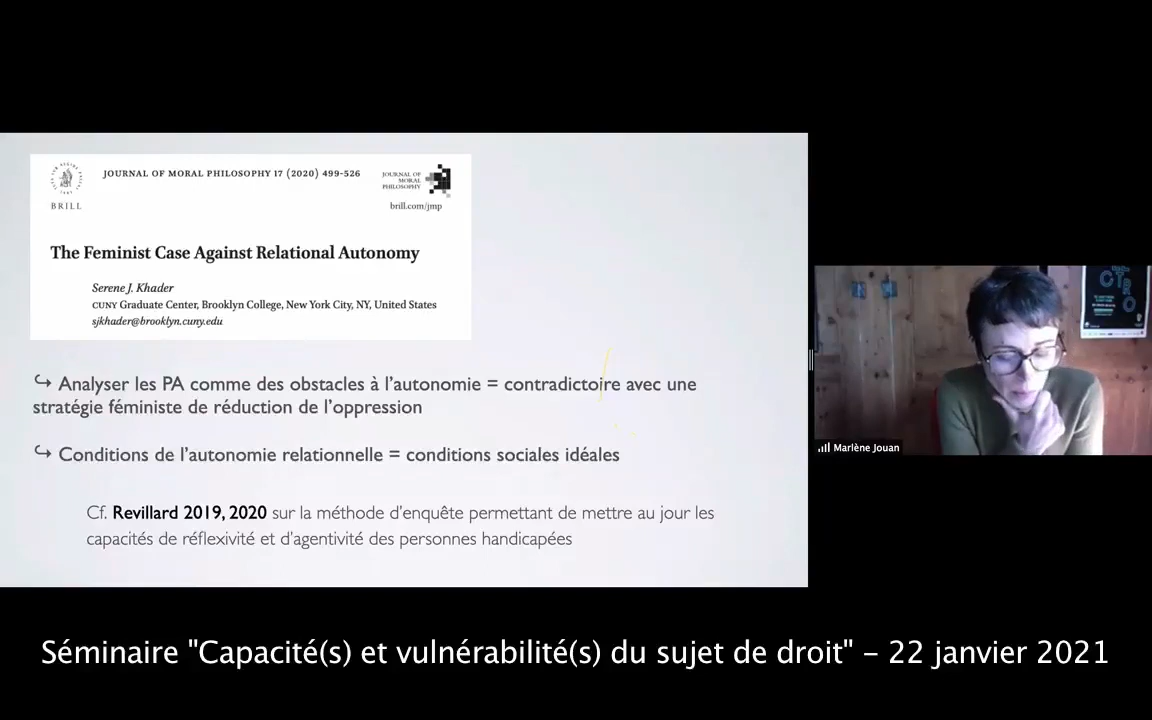 BRILL
JOURNAL OF MORAL PHILOSOPHY 17 (2020) 499-526
JOURNAL OF
MORAL
PHILOSOPHY
brill.com/jmp
The Feminist Case Against Relational Autonomy
Serene J. Khader
CUNY Graduate Center, Brooklyn College, New York City, NY, United States
sjkhader@brooklyn.cuny.edu
↪ Analyser les PA comme des obstacles à l’autonomie = contradictoire avec une
stratégie féministe de réduction de l’oppression
↪ Conditions de l’autonomie relationnelle = conditions sociales idéales
Cf. Revillard 2019, 2020 sur la méthode d’enquête permettant de mettre au jour les
capacités de réflexivité et d’agentivité des personnes handicapées
Marlène Jouan
Séminaire "Capacité(s) et vulnérabilité(s) du sujet de droit" – 22 janvier 2021